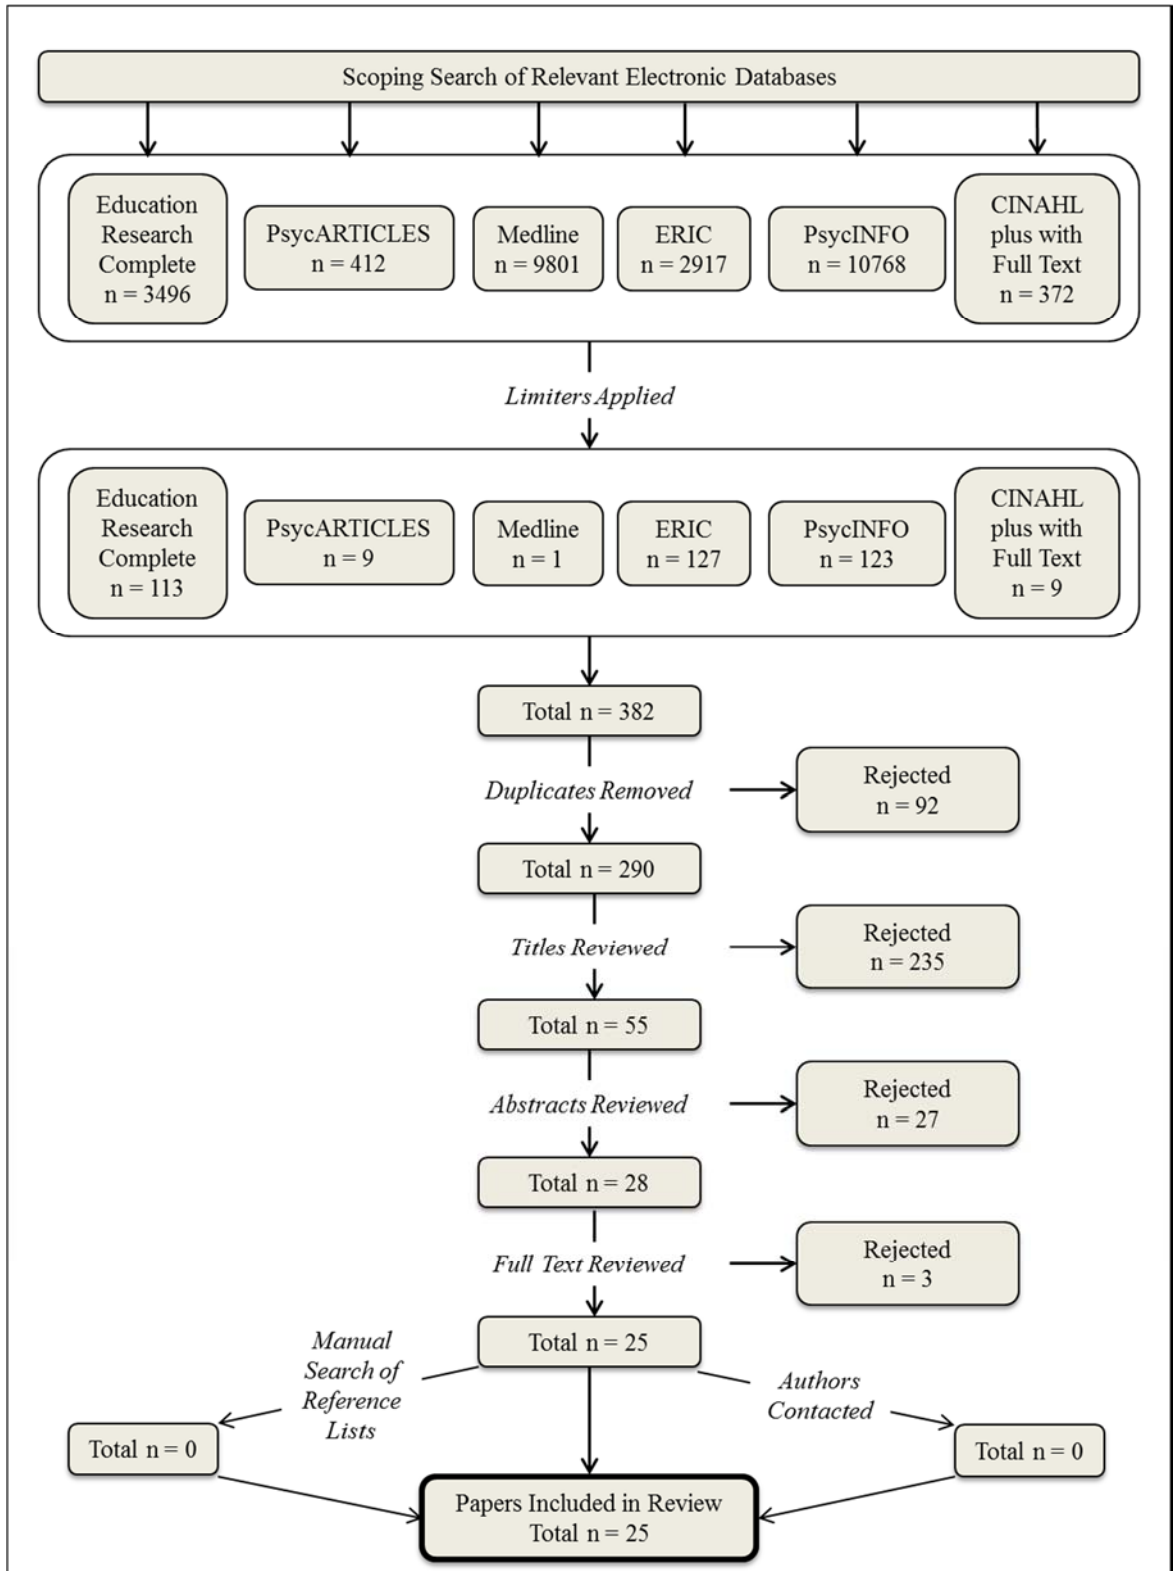 Scoping Search of Relevant Electronic Databases
Education
Research
Complete
n = 3496
PsycARTICLES
n = 412
Medline
n = 9801
ERIC
n = 2917
PsycINFO
n = 10768
CINAHL
plus with
Full Text
n = 372
Limiters Applied
Education
Research
Complete
n = 113
PsycARTICLES
n = 9
Medline
n = 1
ERIC
n = 127
PsycINFO
n = 123
CINAHL
plus with
Full Text
n = 9
Total n = 382
Duplicates Removed
Rejected
n = 92
Total n = 290
Titles Reviewed
Rejected
n = 235
Total n = 55
Abstracts Reviewed
Rejected
n = 27
Total n = 28
Full Text Reviewed
Rejected
n = 3
Total n = 25
Manual
Search of
Reference
Lists
Authors
Contacted
Total n = 0
Total n = 0
Papers Included in Review
Total n = 25